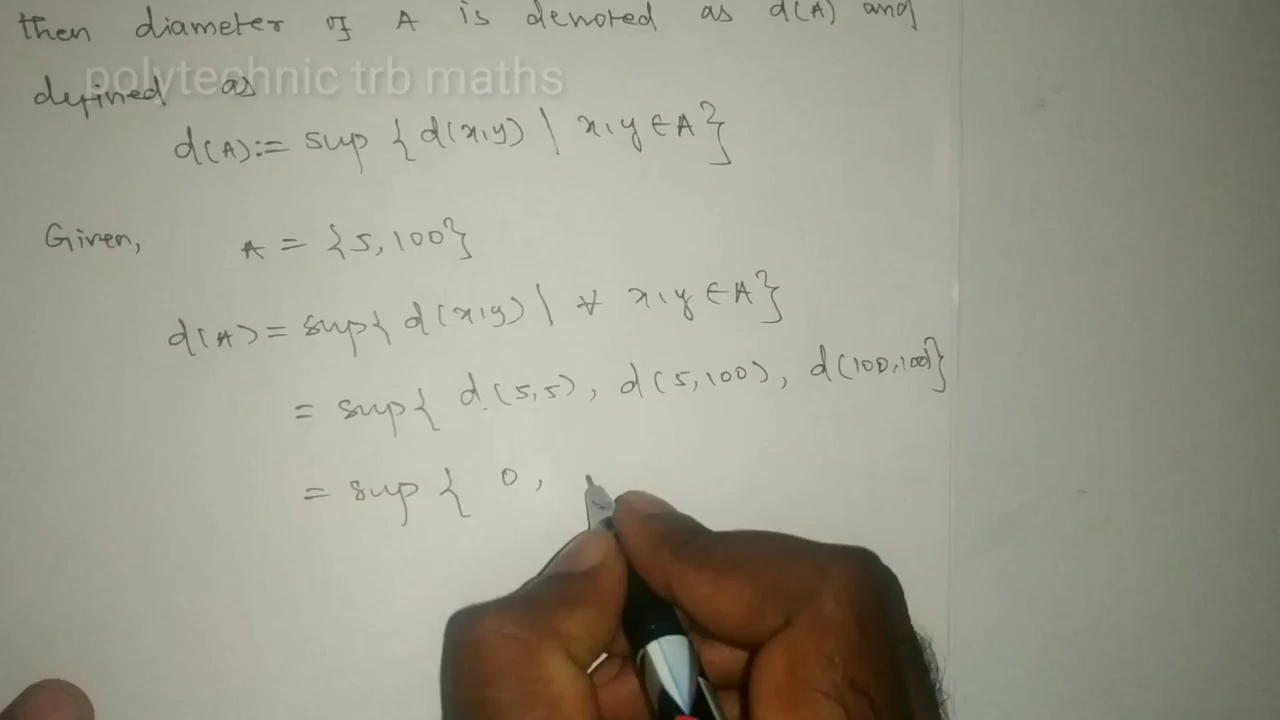 then diameter of A is denoted as d(A) and
polytechnic trb maths
defined as
d(A):= sup {d(x,y) | x,y ∈ A}
Given, A = {5,100}
d(A) = sup{ d(x,y) | ∀ x,y ∈ A}
= sup{ d(5,5), d(5,100), d(100,100)}
= sup { 0,